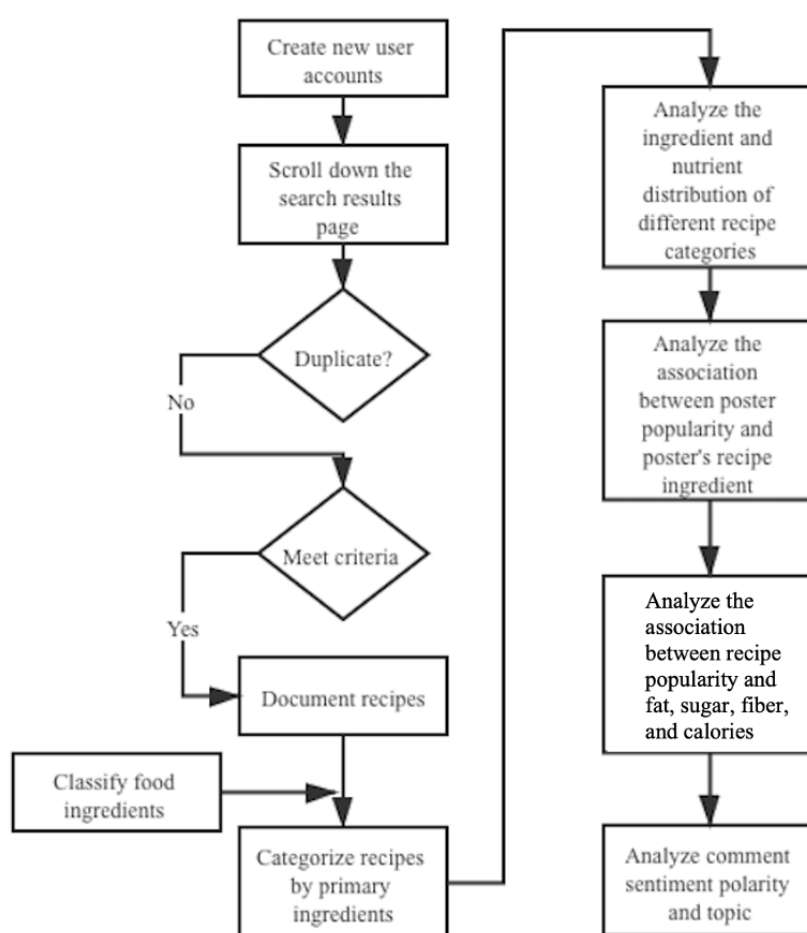 Create new user
accounts
Scroll down the
search results
page
Duplicate?
No
Meet criteria
Yes
Document recipes
Classify food
ingredients
Categorize recipes
by primary
ingredients
Analyze the
ingredient and
nutrient
distribution of
different recipe
categories
Analyze the
association
between poster
popularity and
poster's recipe
ingredient
Analyze the
association
between recipe
popularity and
fat, sugar, fiber,
and calories
Analyze comment
sentiment polarity
and topic